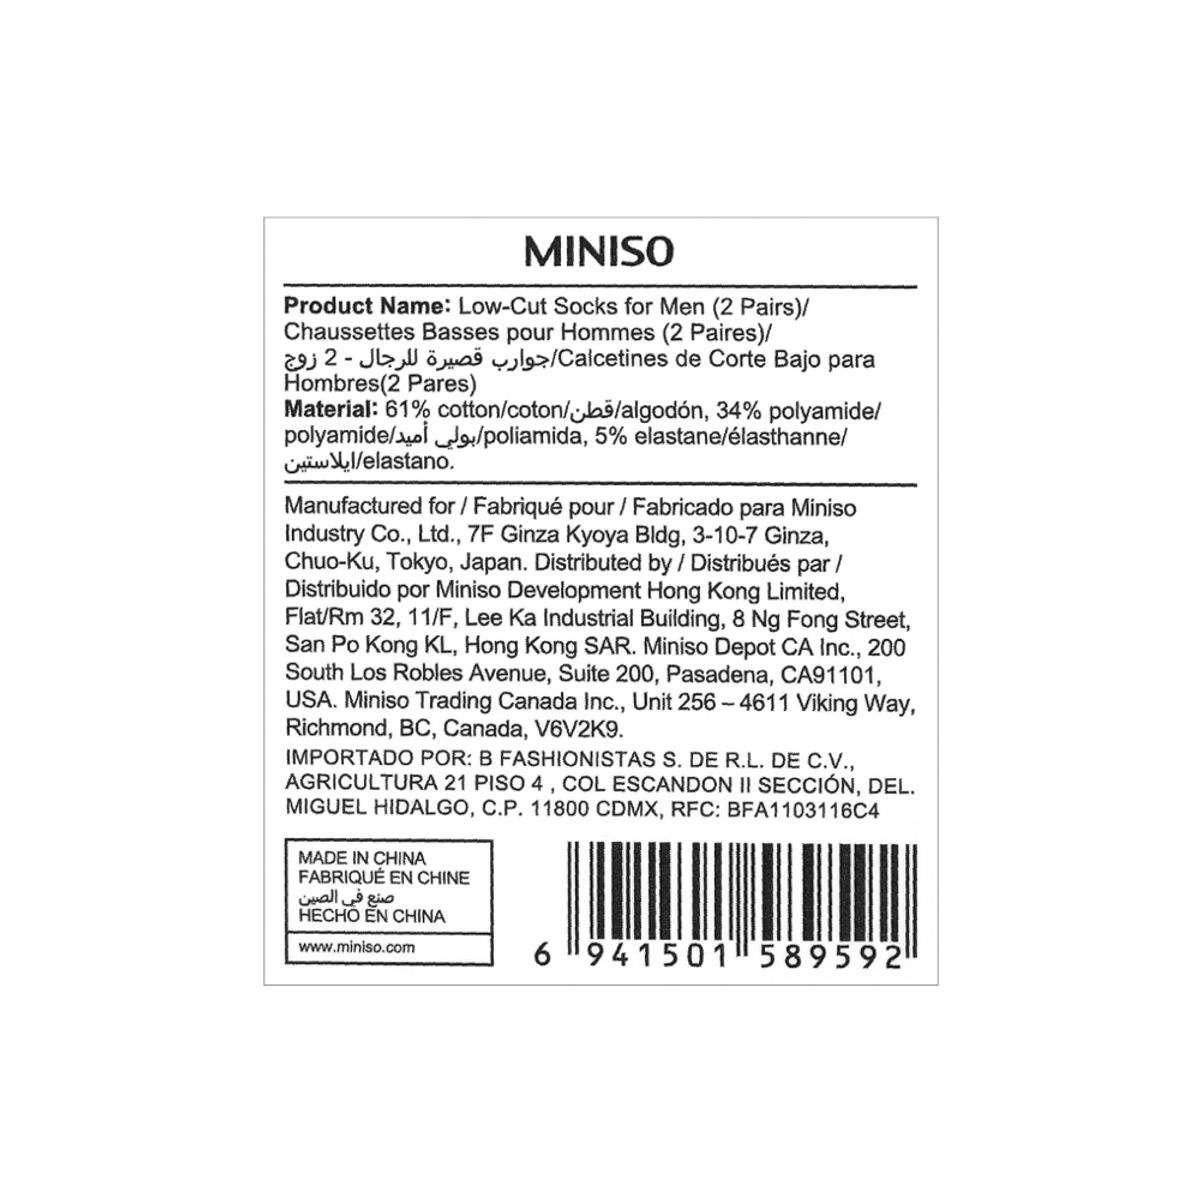 MINISO
Product Name: Low-Cut Socks for Men (2 Pairs)/
Chaussettes Basses pour Hommes (2 Paires)/
جوارب قصيرة للرجال - 2 زوج/Calcetines de Corte Bajo para
Hombres(2 Pares)
Material: 61% cotton/coton/قطن/algodón, 34% polyamide/
polyamide/بولي أميد/poliamida, 5% elastane/élasthanne/
ايلاستين/elastano.
Manufactured for / Fabriqué pour / Fabricado para Miniso
Industry Co., Ltd., 7F Ginza Kyoya Bldg, 3-10-7 Ginza,
Chuo-Ku, Tokyo, Japan. Distributed by / Distribués par /
Distribuido por Miniso Development Hong Kong Limited,
Flat/Rm 32, 11/F, Lee Ka Industrial Building, 8 Ng Fong Street,
San Po Kong KL, Hong Kong SAR. Miniso Depot CA Inc., 200
South Los Robles Avenue, Suite 200, Pasadena, CA91101,
USA. Miniso Trading Canada Inc., Unit 256 – 4611 Viking Way,
Richmond, BC, Canada, V6V2K9.
IMPORTADO POR: B FASHIONISTAS S. DE R.L. DE C.V.,
AGRICULTURA 21 PISO 4 , COL ESCANDON II SECCIÓN, DEL.
MIGUEL HIDALGO, C.P. 11800 CDMX, RFC: BFA1103116C4
MADE IN CHINA
FABRIQUÉ EN CHINE
صنع في الصين
HECHO EN CHINA
www.miniso.com
6 941501 589592